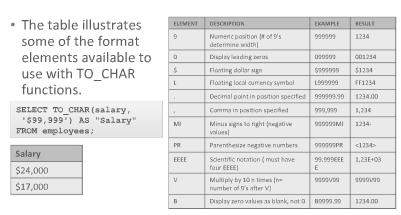 • The table illustrates
some of the format
elements available to
use with TO_CHAR
functions.
SELECT TO_CHAR(salary,
'$99,999') AS "Salary"
FROM employees;
Salary
$24,000
$17,000
ELEMENT DESCRIPTION EXAMPLE RESULT
9 Numeric position (# of 9's
determine width) 999999 1234
0 Display leading zeros 099999 001234
$ Floating dollar sign $999999 $1234
L Floating local currency symbol L999999 FF1234
. Decimal point in position specified 999999.99 1234.00
, Comma in position specified 999,999 1,234
MI Minus signs to right (negative
values) 999999MI 1234-
PR Parenthesize negative numbers 999999PR <1234>
EEEE Scientific notation ( must have
four EEEE) 99.999EEE
E 1,23E+03
V Multiply by 10 n times (n=
number of 9's after V) 9999V99 9999V99
B Display zero values as blank, not 0 B9999.99 1234.00